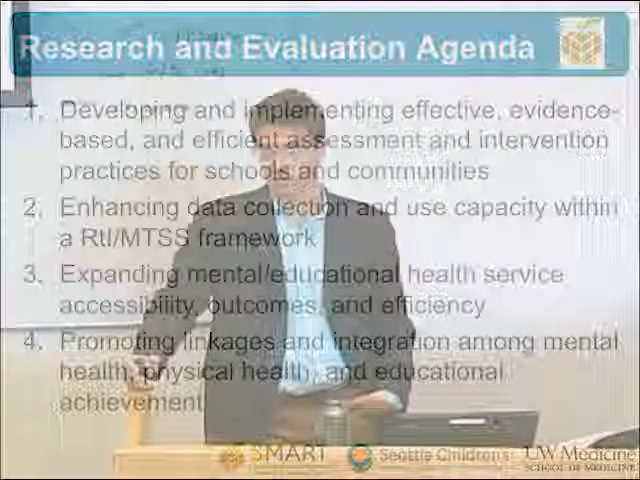 Research and Evaluation Agenda
1. Developing and implementing effective, evidence-
based, and efficient assessment and intervention
practices for schools and communities
2. Enhancing data collection and use capacity within
a RtI/MTSS framework
3. Expanding mental/educational health service
accessibility, outcomes, and efficiency
4. Promoting linkages and integration among mental
health, physical health, and educational
achievement
SMART Seattle Children's UW Medicine
SCHOOL OF MEDICINE